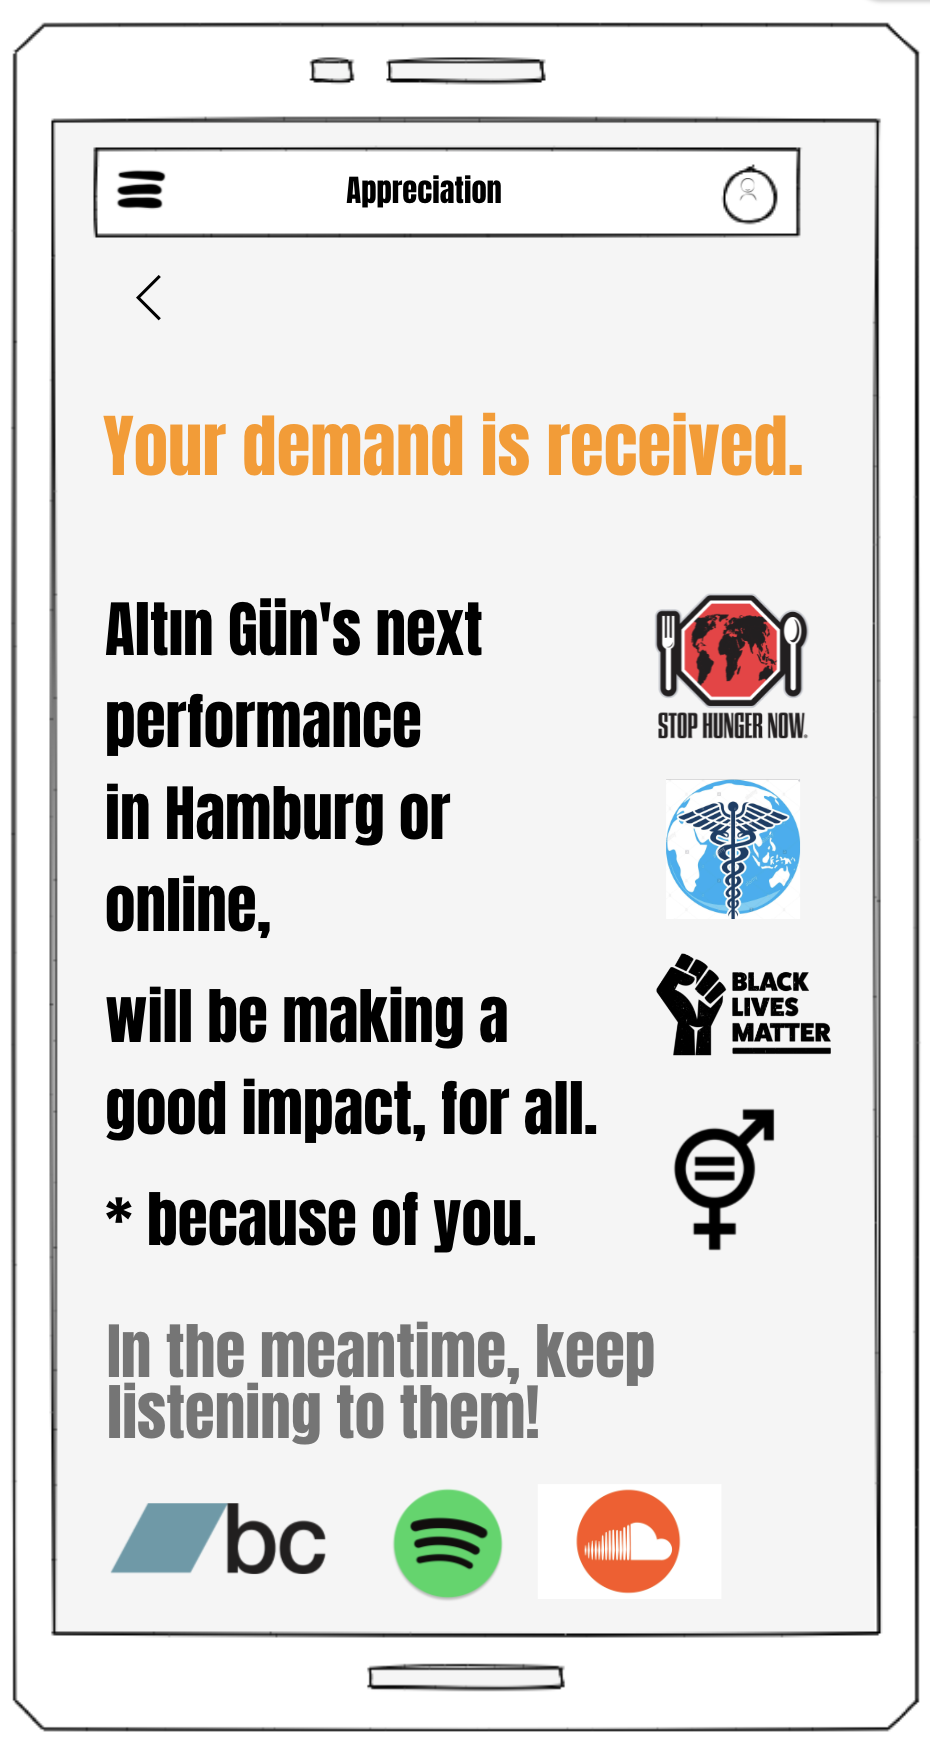 Appreciation
Your demand is received.
Altın Gün's next
performance
in Hamburg or
online,
will be making a
good impact, for all.
* because of you.
STOP HUNGER NOW.
BLACK
LIVES
MATTER
In the meantime, keep
listening to them!
bc